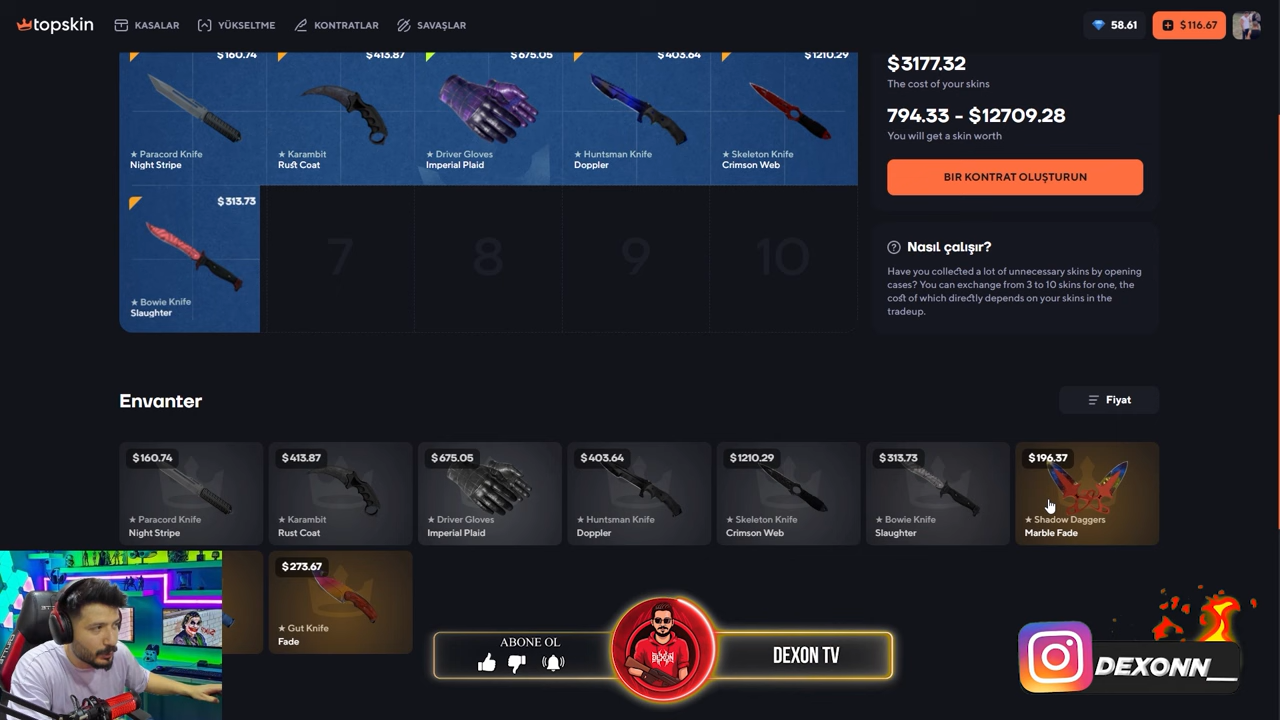 topskin
KASALAR
YÜKSELTME
KONTRATLAR
SAVAŞLAR
58.61
$116.67
$160.74
$413.87
$675.05
$403.64
$1210.29
★ Paracord Knife
Night Stripe
★ Karambit
Rust Coat
★ Driver Gloves
Imperial Plaid
★ Huntsman Knife
Doppler
★ Skeleton Knife
Crimson Web
$313.73
★ Bowie Knife
Slaughter
7
8
9
10
$3177.32
The cost of your skins
794.33 - $12709.28
You will get a skin worth
BIR KONTRAT OLUŞTURUN
Nasıl çalışır?
Have you collected a lot of unnecessary skins by opening
cases? You can exchange from 3 to 10 skins for one, the
cost of which directly depends on your skins in the
tradeup.
Envanter
Fiyat
$160.74
★ Paracord Knife
Night Stripe
$413.87
★ Karambit
Rust Coat
$675.05
★ Driver Gloves
Imperial Plaid
$403.64
★ Huntsman Knife
Doppler
$1210.29
★ Skeleton Knife
Crimson Web
$313.73
★ Bowie Knife
Slaughter
$196.37
★ Shadow Daggers
Marble Fade
$273.67
★ Gut Knife
Fade
ABONE OL
DEXON TV
DEXONN__